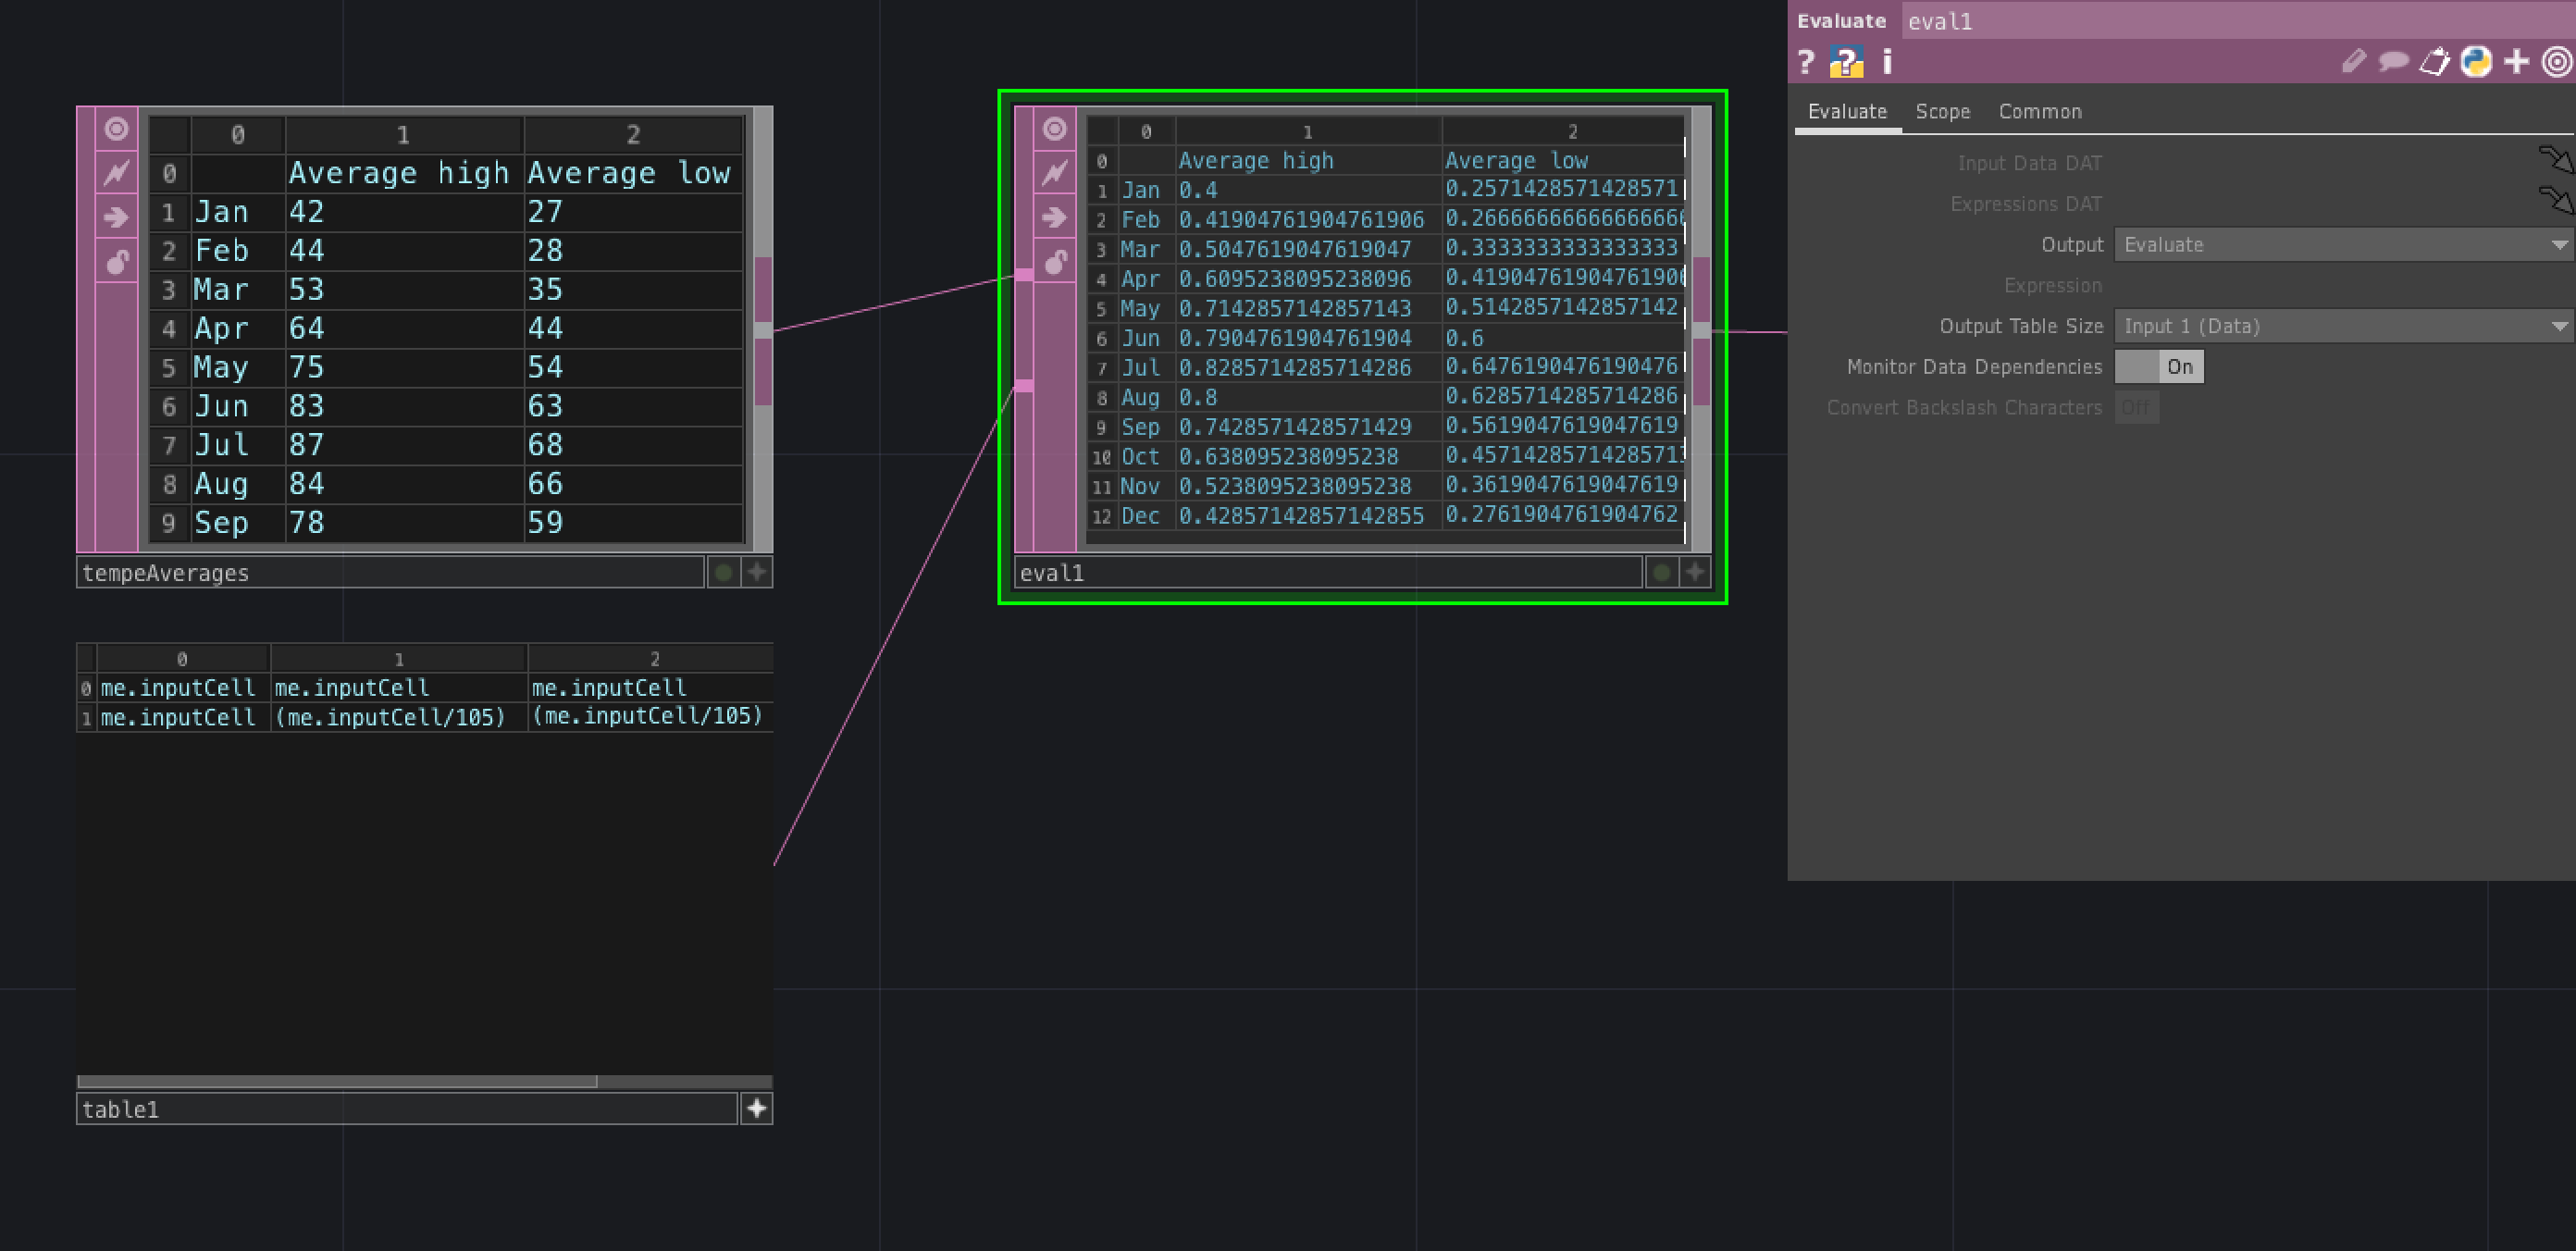 0 1 2
0 Average high Average low
1 Jan 42 27
2 Feb 44 28
3 Mar 53 35
4 Apr 64 44
5 May 75 54
6 Jun 83 63
7 Jul 87 68
8 Aug 84 66
9 Sep 78 59
tempeAverages
0 1 2
0 me.inputCell me.inputCell me.inputCell
1 me.inputCell (me.inputCell/105) (me.inputCell/105)
table1
0 1 2
0 Average high Average low
1 Jan 0.4 0.2571428571428571
2 Feb 0.41904761904761906 0.2666666666666666
3 Mar 0.5047619047619047 0.3333333333333333
4 Apr 0.6095238095238096 0.4190476190476190
5 May 0.7142857142857143 0.5142857142857142
6 Jun 0.7904761904761904 0.6
7 Jul 0.8285714285714286 0.6476190476190476
8 Aug 0.8 0.6285714285714286
9 Sep 0.7428571428571429 0.5619047619047619
10 Oct 0.638095238095238 0.4571428571428571
11 Nov 0.5238095238095238 0.3619047619047619
12 Dec 0.42857142857142855 0.2761904761904762
eval1
Evaluate eval1
? ? i
Evaluate Scope Common
Input Data DAT
Expressions DAT
Output Evaluate
Expression
Output Table Size Input 1 (Data)
Monitor Data Dependencies On
Convert Backslash Characters Off